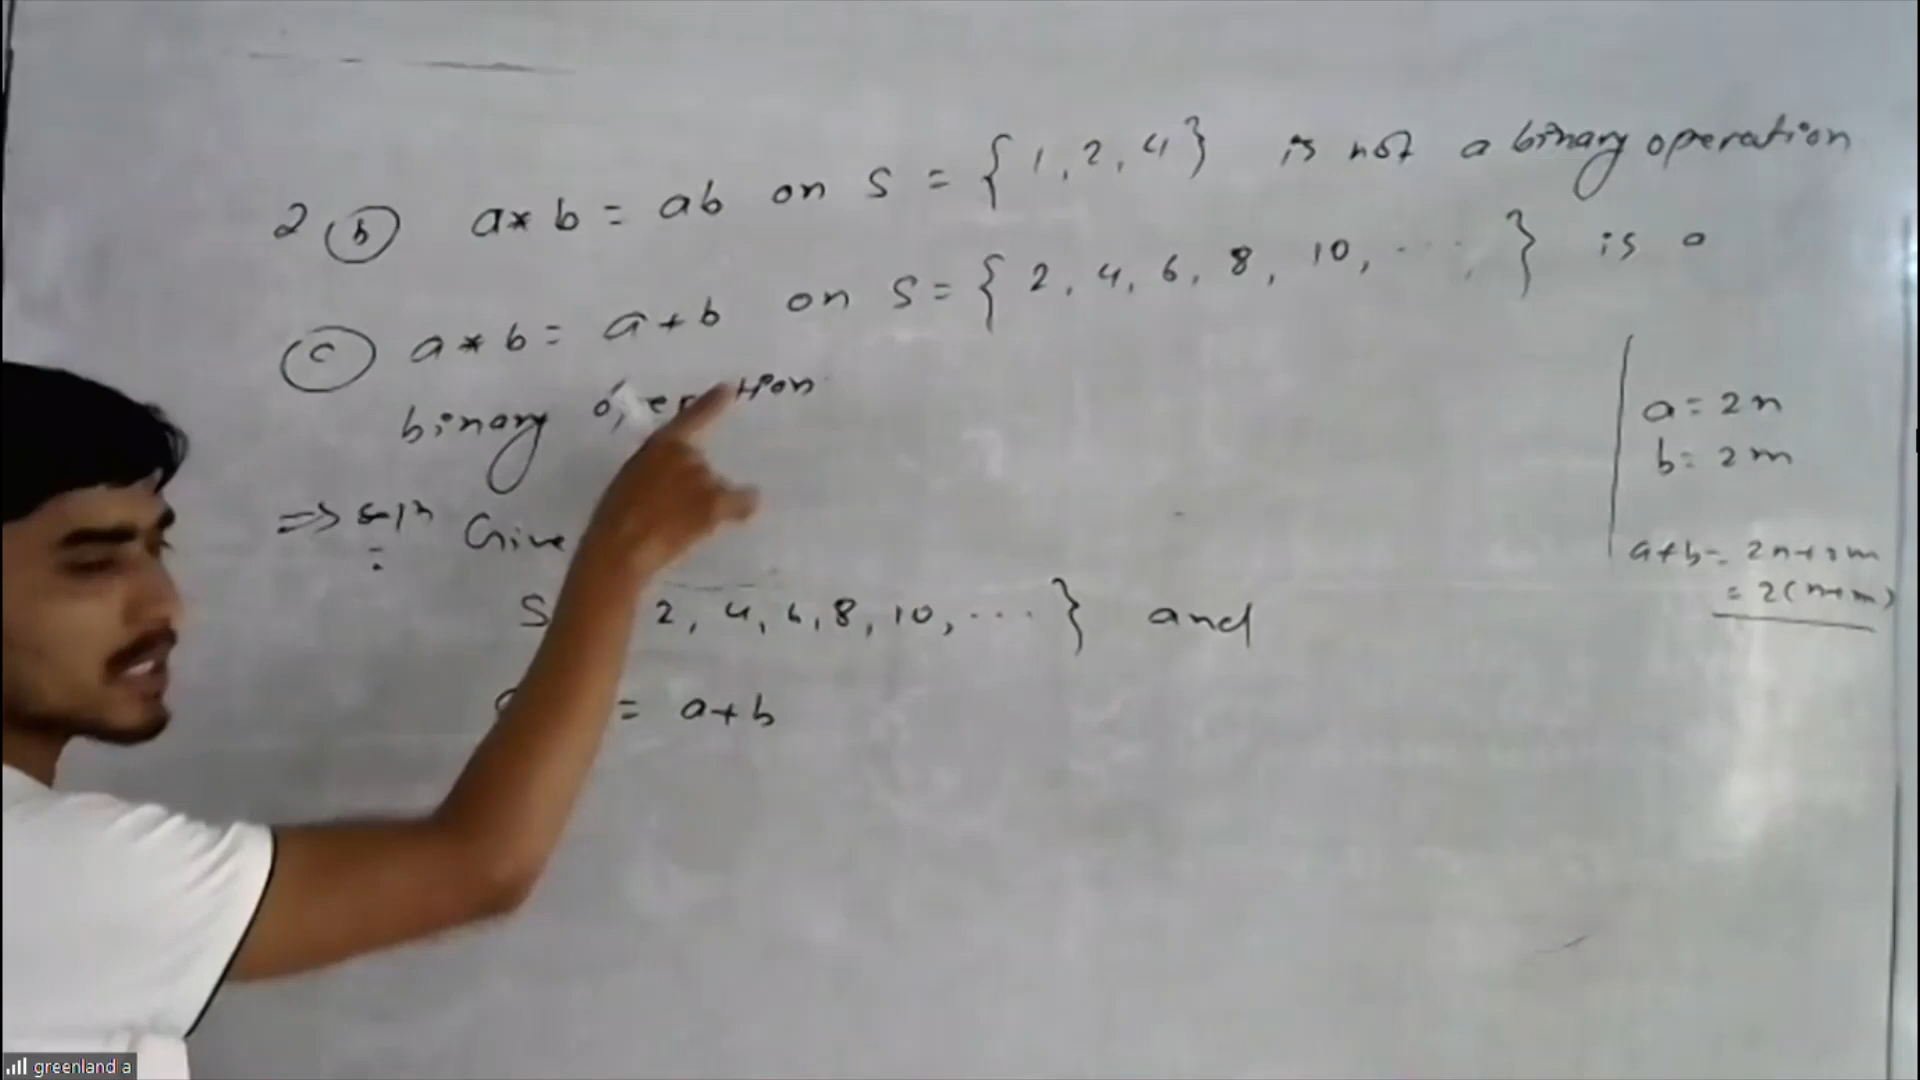 2 (b) a * b = ab on S = { 1, 2, 4 } is not a binary operation
(c) a * b = a + b on S = { 2, 4, 6, 8, 10, ... } is a
binary operation
=> Soln Give
S 2, 4, 6, 8, 10, ... } and
= a + b
a = 2n
b = 2m
a + b = 2n + 2m
= 2(n+m)
greenland a